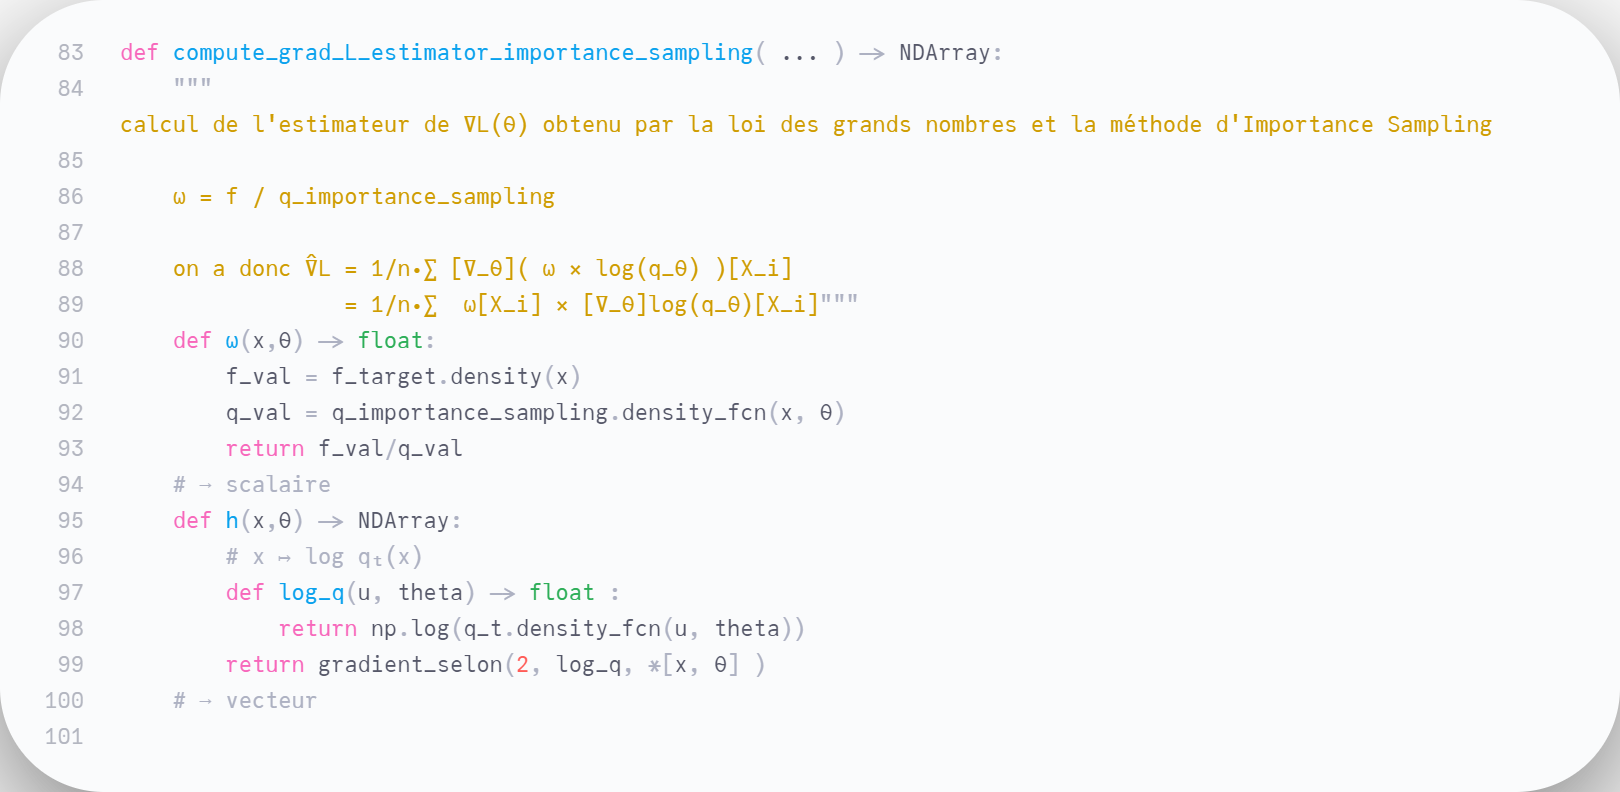 83 def compute_grad_L_estimator_importance_sampling( ... ) -> NDArray:
84     """
calcul de l'estimateur de ∇L(θ) obtenu par la loi des grands nombres et la méthode d'Importance Sampling
85
86     ω = f / q_importance_sampling
87
88     on a donc ∇̂L = 1/n•∑ [∇_θ]( ω × log(q_θ) )[X_i]
89                  = 1/n•∑  ω[X_i] × [∇_θ]log(q_θ)[X_i]"""
90     def ω(x,θ) -> float:
91         f_val = f_target.density(x)
92         q_val = q_importance_sampling.density_fcn(x, θ)
93         return f_val/q_val
94     # → scalaire
95     def h(x,θ) -> NDArray:
96         # x ↦ log qₜ(x)
97         def log_q(u, theta) -> float :
98             return np.log(q_t.density_fcn(u, theta))
99         return gradient_selon(2, log_q, *[x, θ] )
100     # → vecteur
101